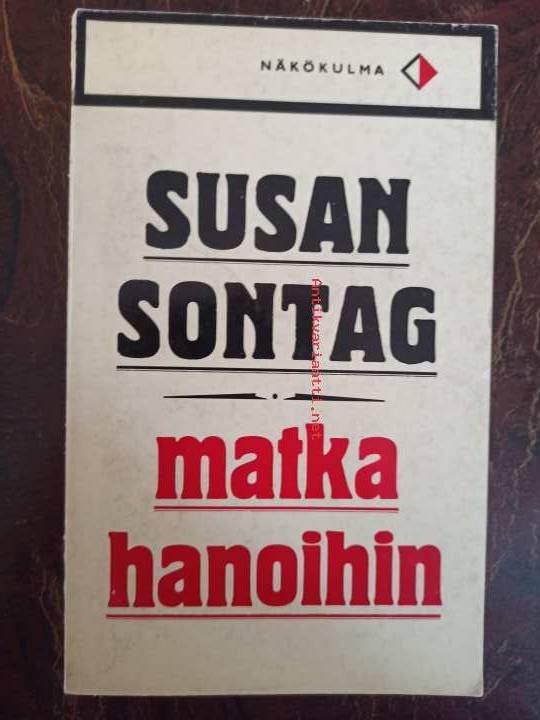 NÄKÖKULMA
SUSAN
SONTAG
matka
hanoihin
Antikvariaatti.net